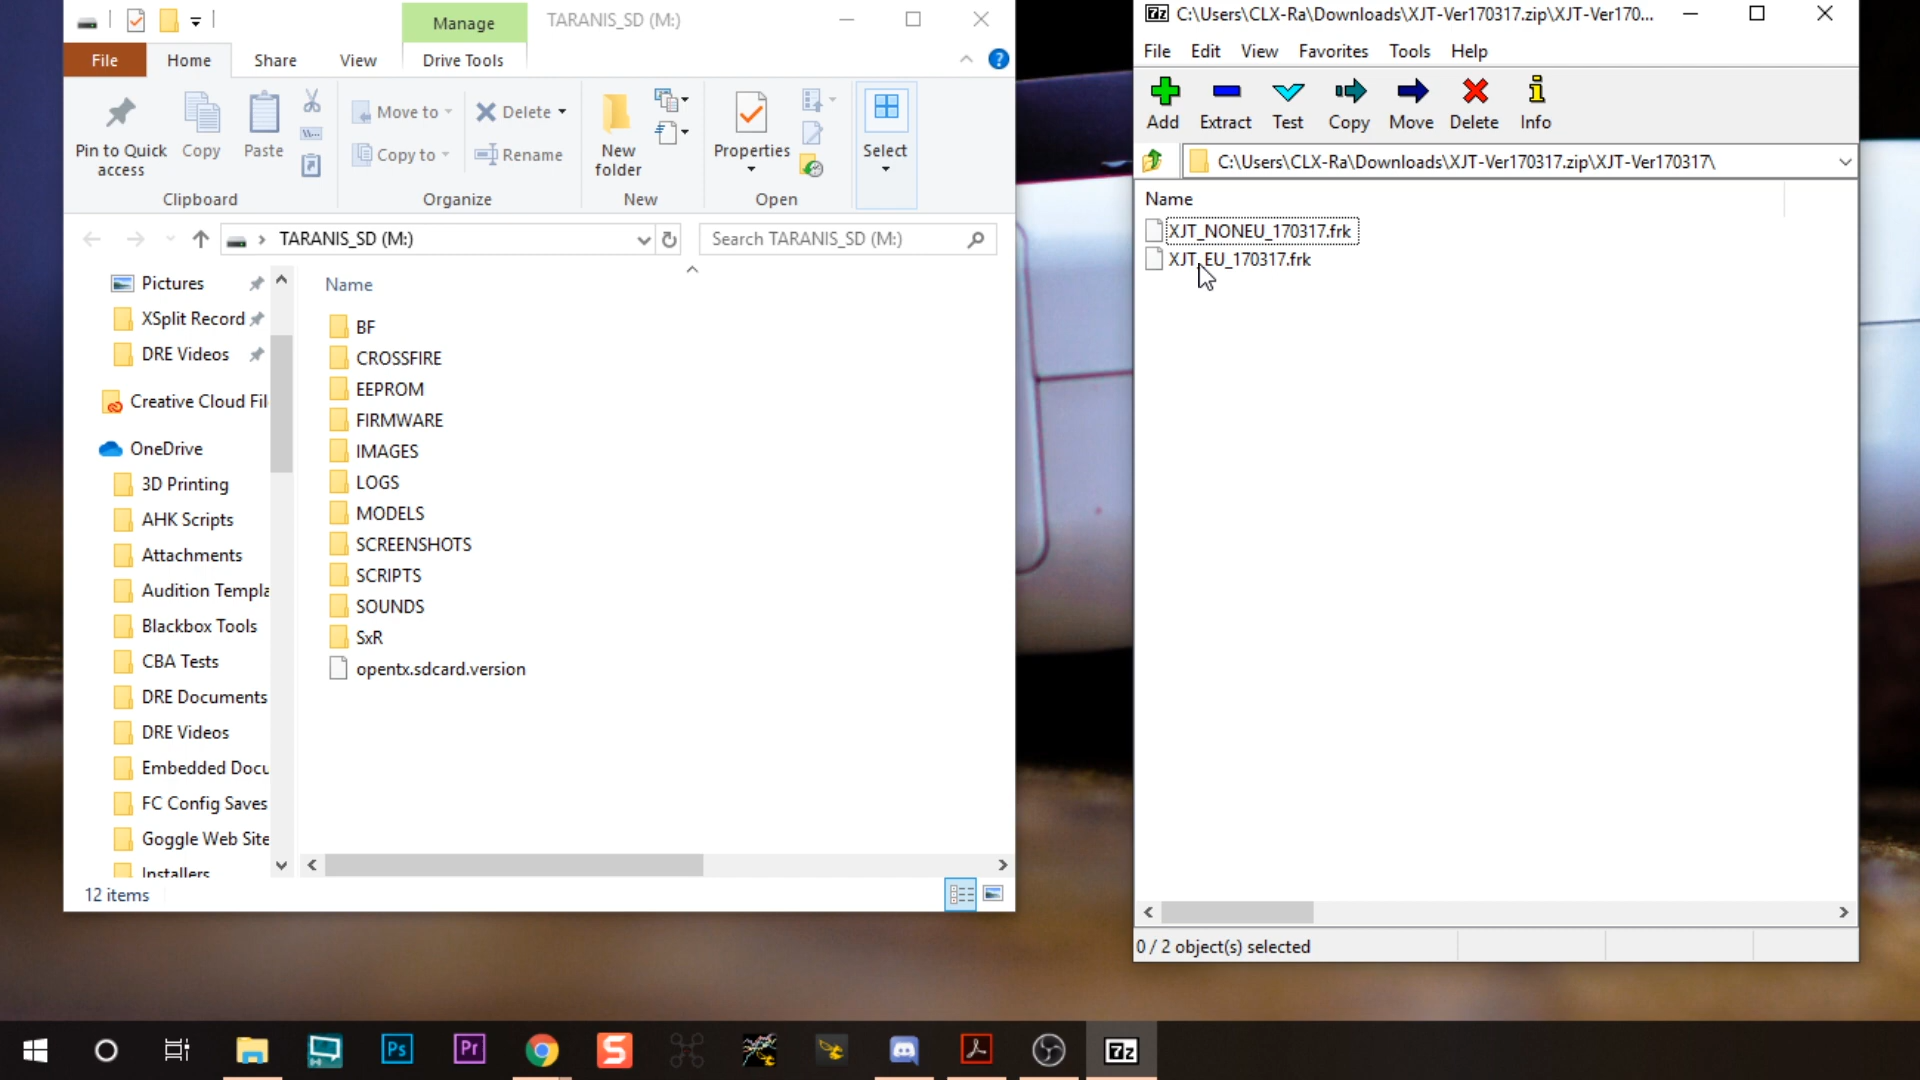 Manage
TARANIS_SD (M:)
File
Home
Share
View
Drive Tools
Pin to Quick access
Copy
Paste
Move to
Copy to
Delete
Rename
New folder
Properties
Select
Clipboard
Organize
New
Open
TARANIS_SD (M:)
Search TARANIS_SD (M:)
Pictures
XSplit Record
DRE Videos
Creative Cloud Fil
OneDrive
3D Printing
AHK Scripts
Attachments
Audition Templa
Blackbox Tools
CBA Tests
DRE Documents
DRE Videos
Embedded Docu
FC Config Saves
Goggle Web Site
Installers
Name
BF
CROSSFIRE
EEPROM
FIRMWARE
IMAGES
LOGS
MODELS
SCREENSHOTS
SCRIPTS
SOUNDS
SxR
opentx.sdcard.version
12 items
7z C:\Users\CLX-Ra\Downloads\XJT-Ver170317.zip\XJT-Ver170...
File Edit View Favorites Tools Help
Add Extract Test Copy Move Delete Info
C:\Users\CLX-Ra\Downloads\XJT-Ver170317.zip\XJT-Ver170317\
Name
XJT_NONEU_170317.frk
XJT_EU_170317.frk
0 / 2 object(s) selected
Ps
Pr
S
7z